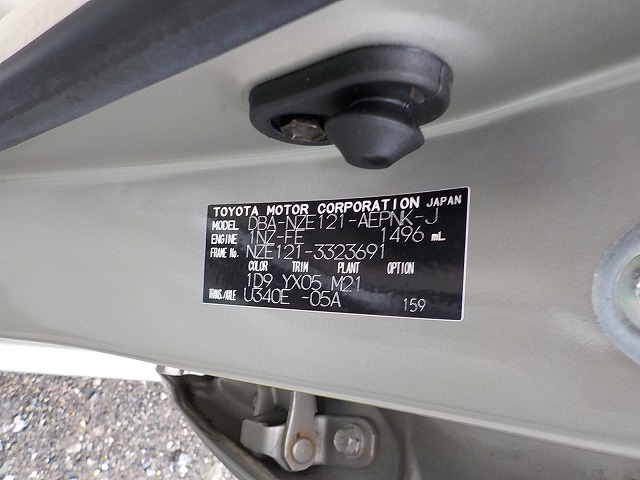 TOYOTA MOTOR CORPORATION JAPAN
MODEL DBA-NZE121-AEPNK-J
ENGINE 1NZ-FE 1496 mL
FRAME No. NZE121-3323691
COLOR TRIM PLANT OPTION
1D9 YX05 M21
TRANS./AXLE U340E -05A 159